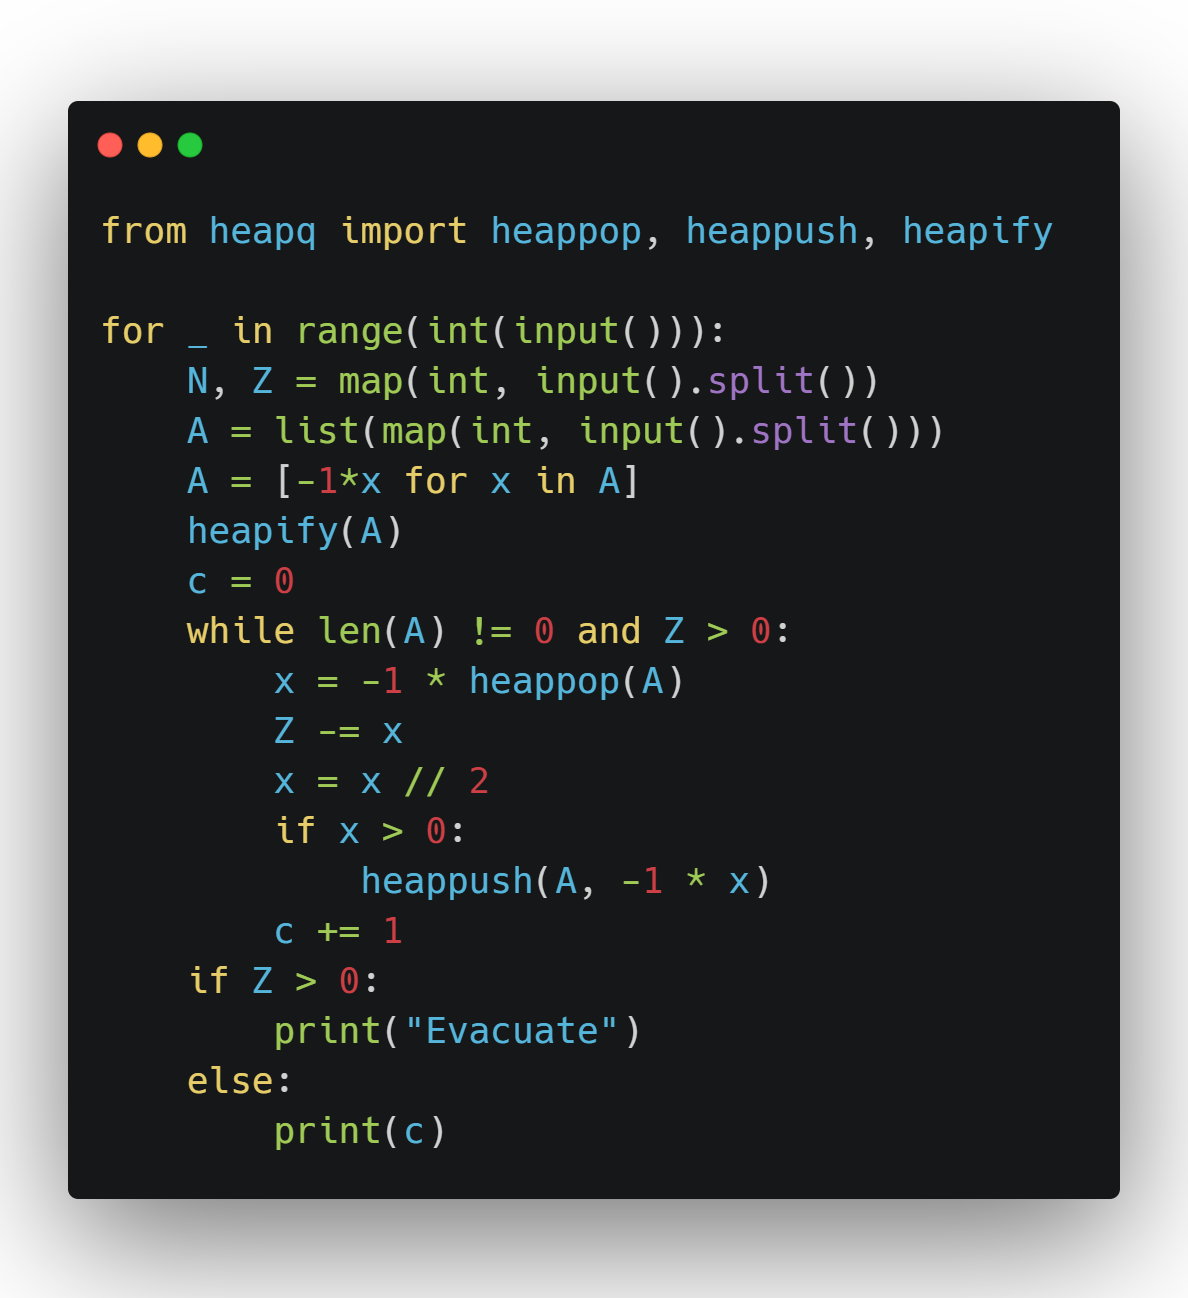 from heapq import heappop, heappush, heapify

for _ in range(int(input())):
    N, Z = map(int, input().split())
    A = list(map(int, input().split()))
    A = [-1*x for x in A]
    heapify(A)
    c = 0
    while len(A) != 0 and Z > 0:
        x = -1 * heappop(A)
        Z -= x
        x = x // 2
        if x > 0:
            heappush(A, -1 * x)
        c += 1
    if Z > 0:
        print("Evacuate")
    else:
        print(c)